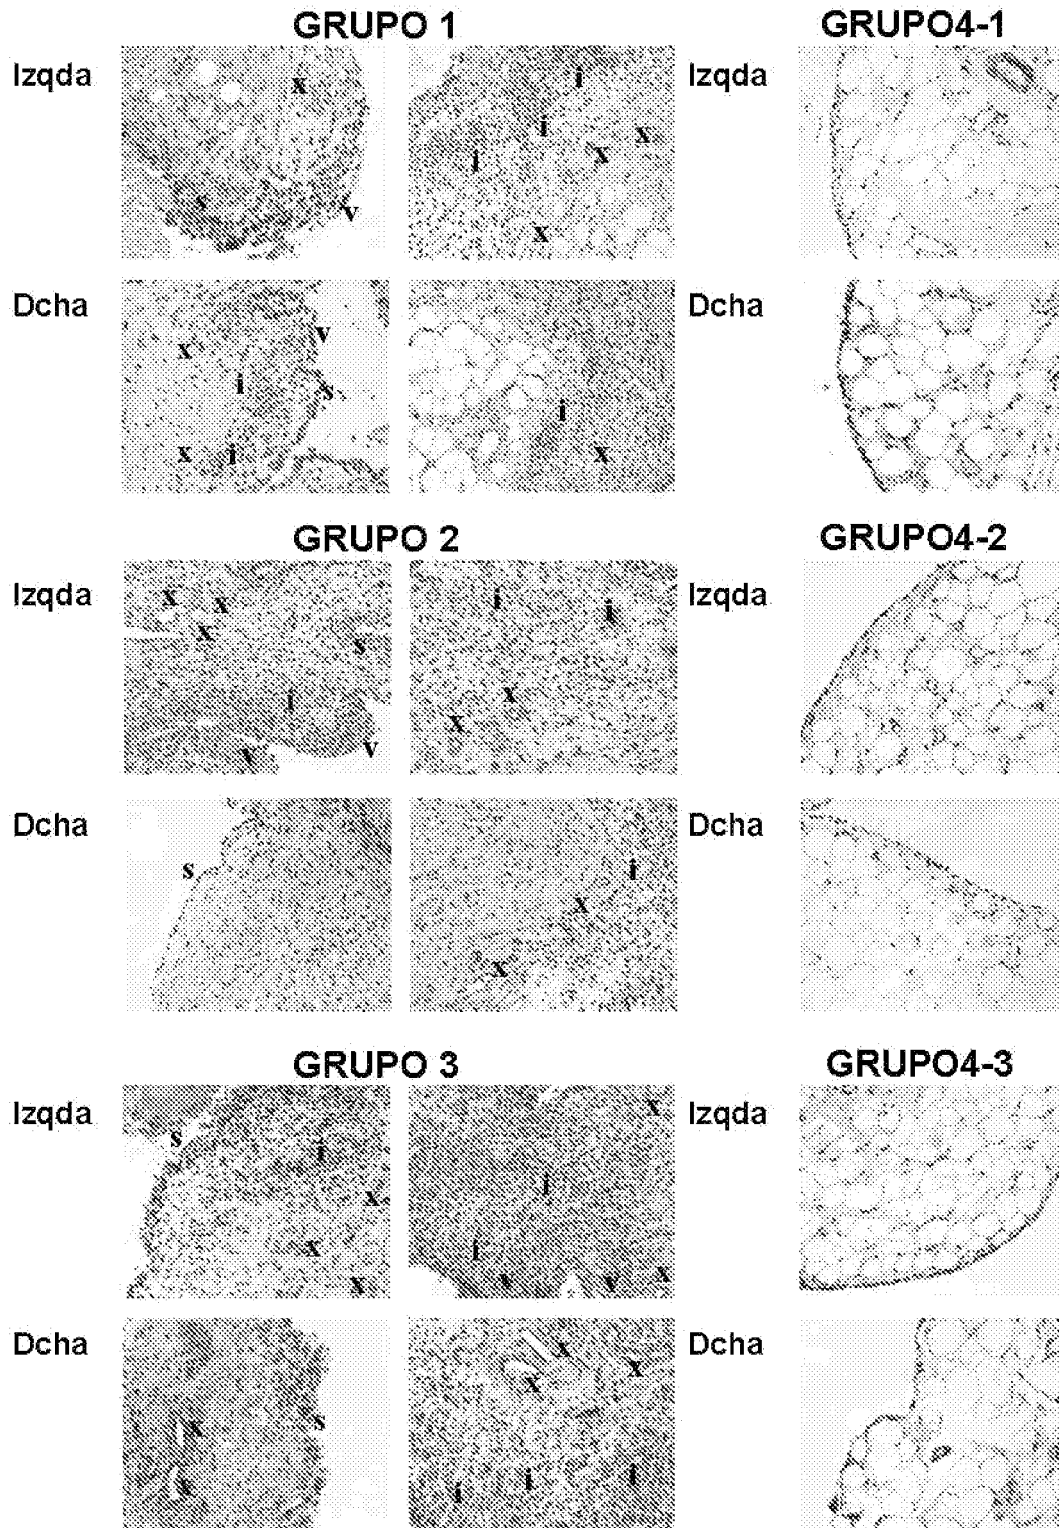 GRUPO 1 GRUPO4-1
Izqda Izqda
x i i i x x x s v
Dcha Dcha
x v i s x i i x
GRUPO 2 GRUPO4-2
Izqda Izqda
x x x s i v v i i x x
Dcha Dcha
s i x x
GRUPO 3 GRUPO4-3
Izqda Izqda
s i x x x x i i v v x
Dcha Dcha
x s x x x x i i i